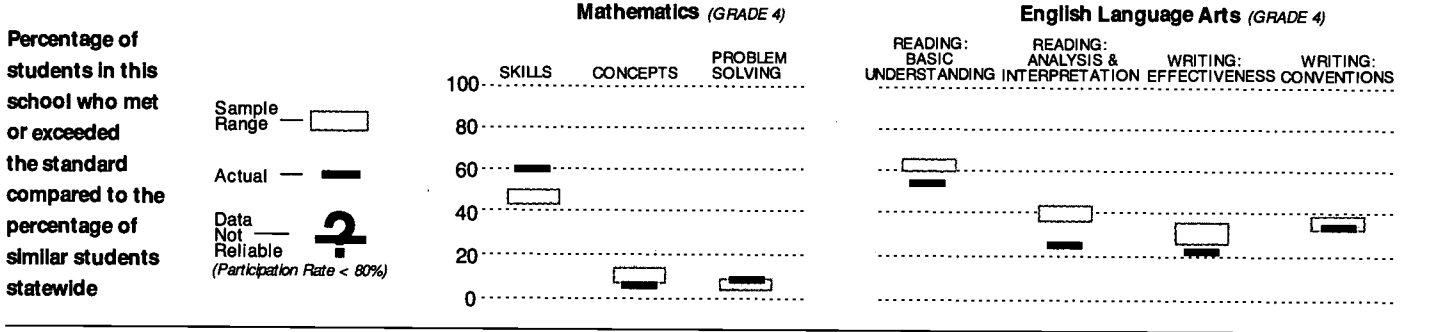 Mathematics (GRADE 4)
English Language Arts (GRADE 4)
Percentage of
students in this
school who met
or exceeded
the standard
compared to the
percentage of
similar students
statewide
Sample
Range
Actual
Data
Not
Reliable
(Participation Rate < 80%)
?
SKILLS
CONCEPTS
PROBLEM
SOLVING
100
80
60
40
20
0
READING:
BASIC
UNDERSTANDING
READING:
ANALYSIS &
INTERPRETATION
WRITING:
EFFECTIVENESS
WRITING:
CONVENTIONS